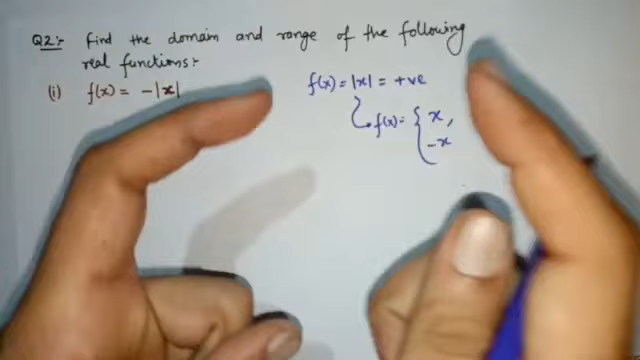 Q2:- Find the domain and range of the following
real functions:-
(i) f(x) = -|x|
f(x) = |x| = +ve
f(x) = { x,
-x